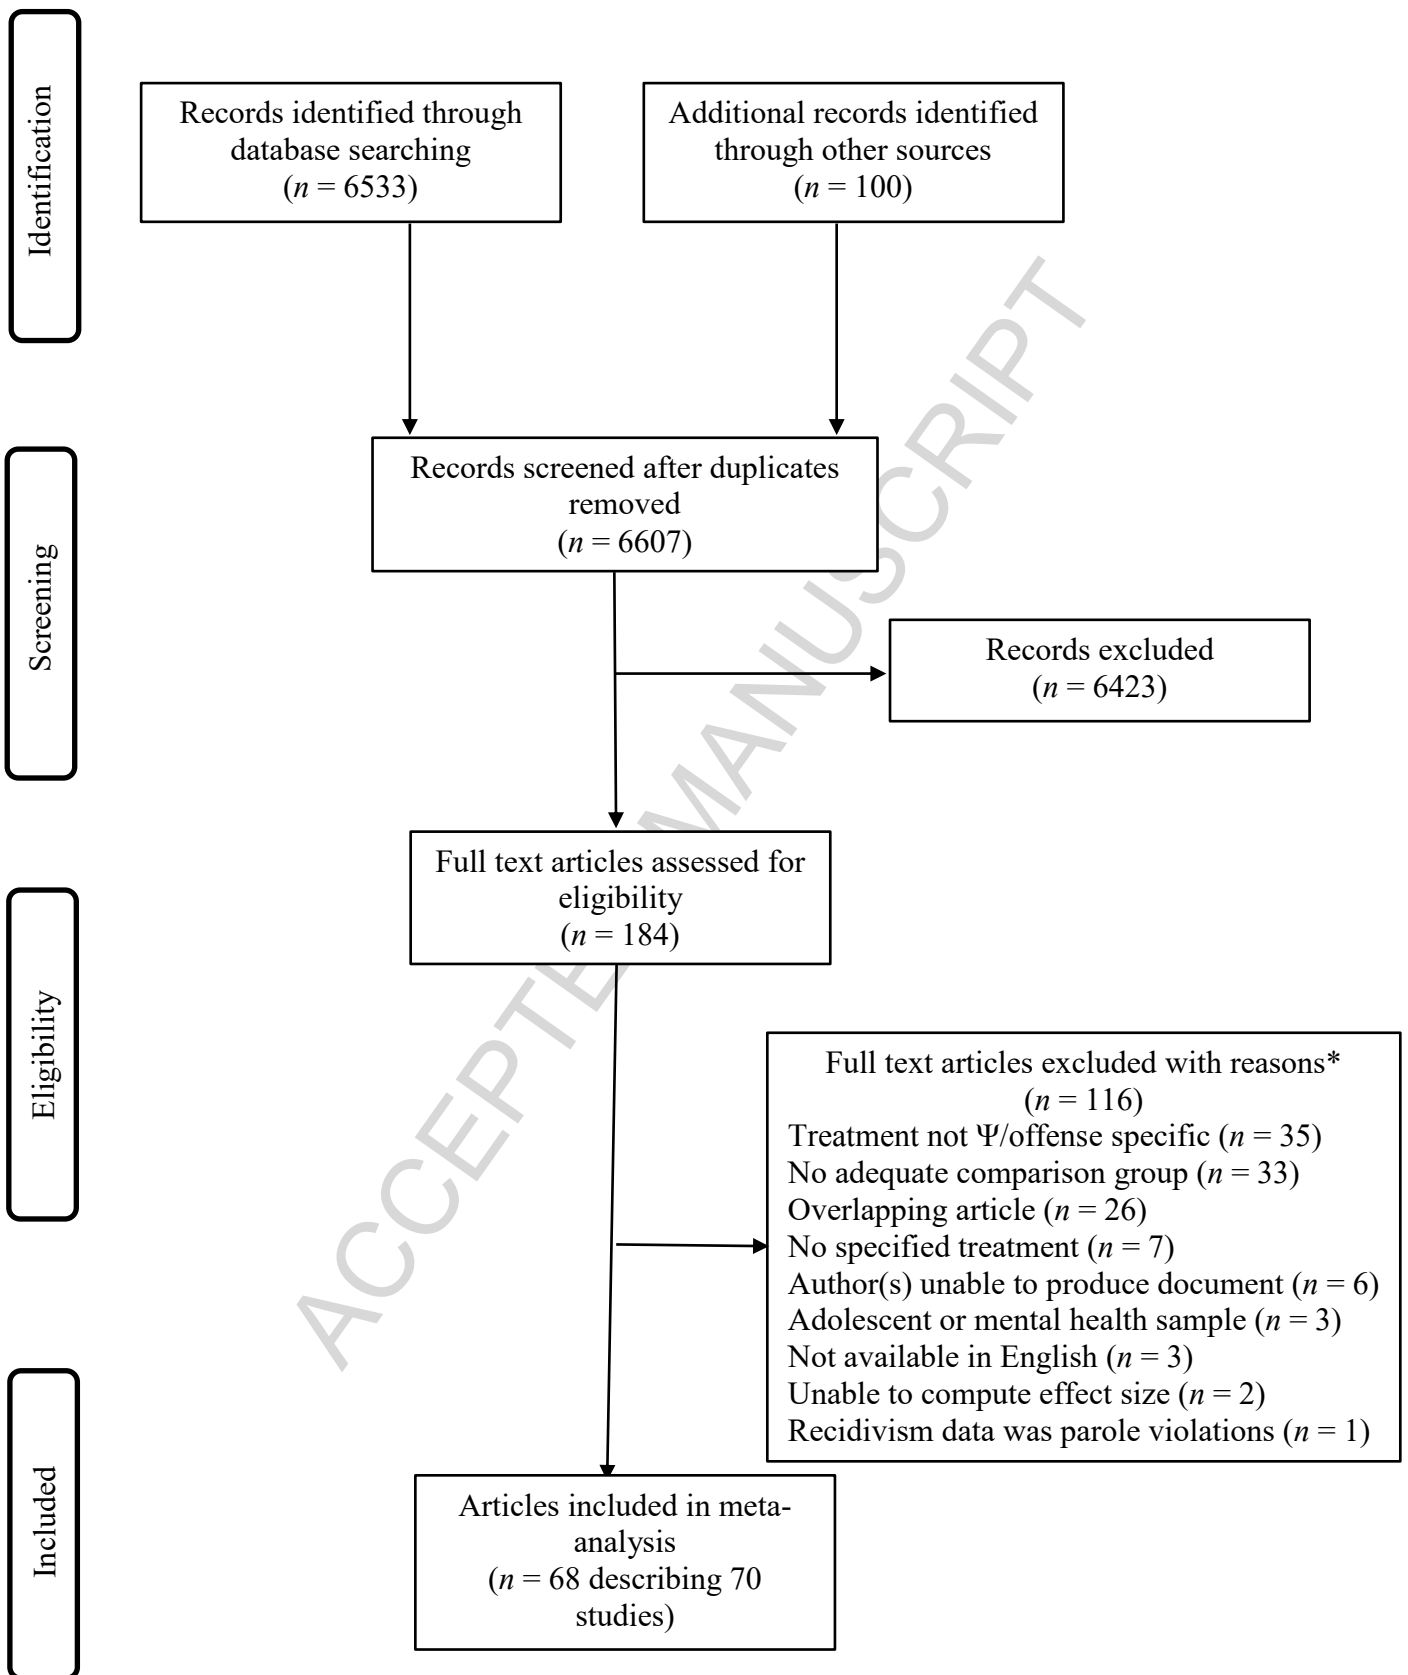 Identification
Records identified through
database searching
(n = 6533)
Additional records identified
through other sources
(n = 100)
Screening
Records screened after duplicates
removed
(n = 6607)
Records excluded
(n = 6423)
Eligibility
Full text articles assessed for
eligibility
(n = 184)
Full text articles excluded with reasons*
(n = 116)
Treatment not Ψ/offense specific (n = 35)
No adequate comparison group (n = 33)
Overlapping article (n = 26)
No specified treatment (n = 7)
Author(s) unable to produce document (n = 6)
Adolescent or mental health sample (n = 3)
Not available in English (n = 3)
Unable to compute effect size (n = 2)
Recidivism data was parole violations (n = 1)
Included
Articles included in meta-
analysis
(n = 68 describing 70
studies)
ACCEPTE MANUSCRIPT